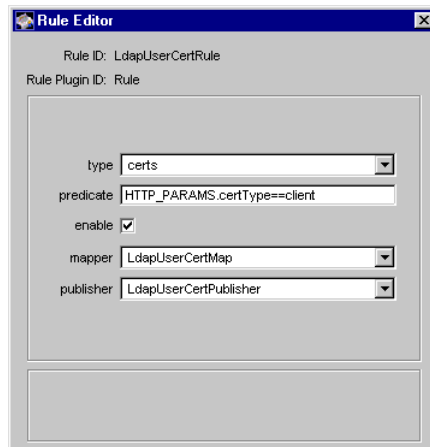 Rule Editor
Rule ID: LdapUserCertRule
Rule Plugin ID: Rule
type certs
predicate HTTP_PARAMS.certType==client
enable
mapper LdapUserCertMap
publisher LdapUserCertPublisher